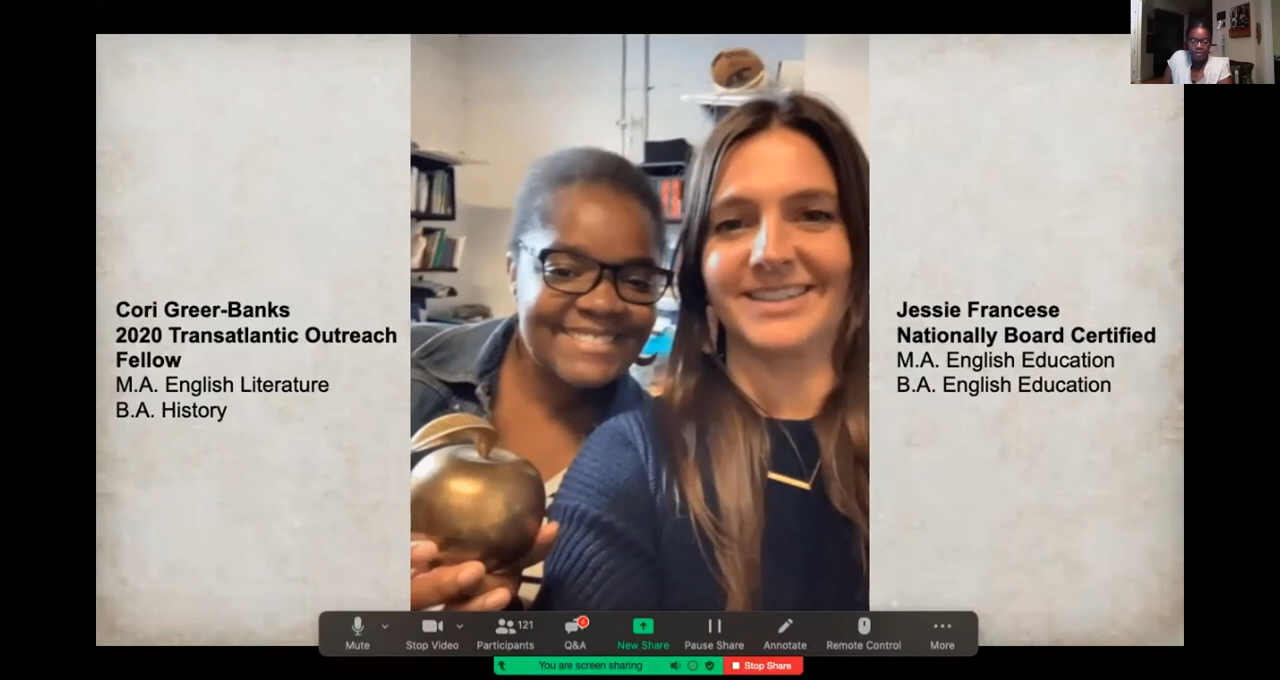 Cori Greer-Banks
2020 Transatlantic Outreach
Fellow
M.A. English Literature
B.A. History
Jessie Francese
Nationally Board Certified
M.A. English Education
B.A. English Education
Mute
Stop Video
121
Participants
Q&A
New Share
Pause Share
Annotate
Remote Control
More
You are screen sharing
Stop Share